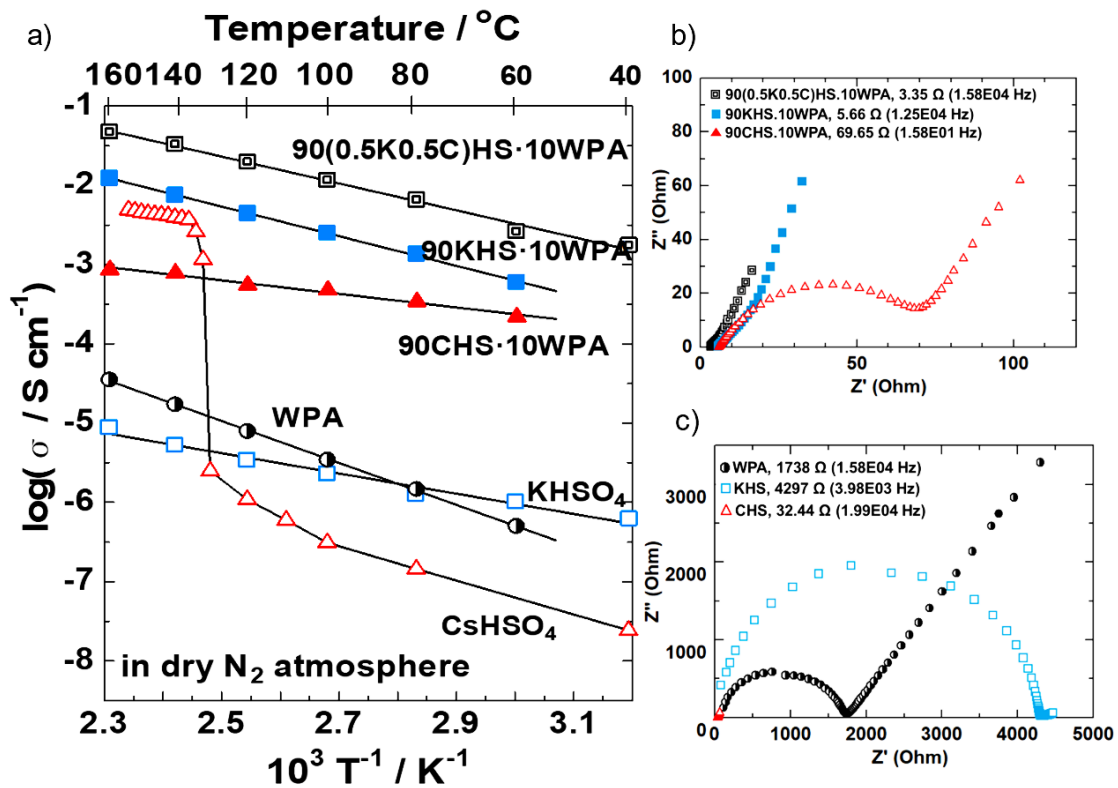 a)
Temperature / °C
160 140 120 100 80 60 40
-1
-2
-3
-4
-5
-6
-7
-8
log( σ / S cm⁻¹)
90(0.5K0.5C)HS·10WPA
90KHS·10WPA
90CHS·10WPA
WPA
KHSO₄
CsHSO₄
in dry N₂ atmosphere
2.3 2.5 2.7 2.9 3.1
10³ T⁻¹ / K⁻¹
b)
100
80
60
40
20
0
Z'' (Ohm)
90(0.5K0.5C)HS.10WPA, 3.35 Ω (1.58E04 Hz)
90KHS.10WPA, 5.66 Ω (1.25E04 Hz)
90CHS.10WPA, 69.65 Ω (1.58E01 Hz)
0 50 100
Z' (Ohm)
c)
3000
2000
1000
0
Z'' (Ohm)
WPA, 1738 Ω (1.58E04 Hz)
KHS, 4297 Ω (3.98E03 Hz)
CHS, 32.44 Ω (1.99E04 Hz)
0 1000 2000 3000 4000 5000
Z' (Ohm)